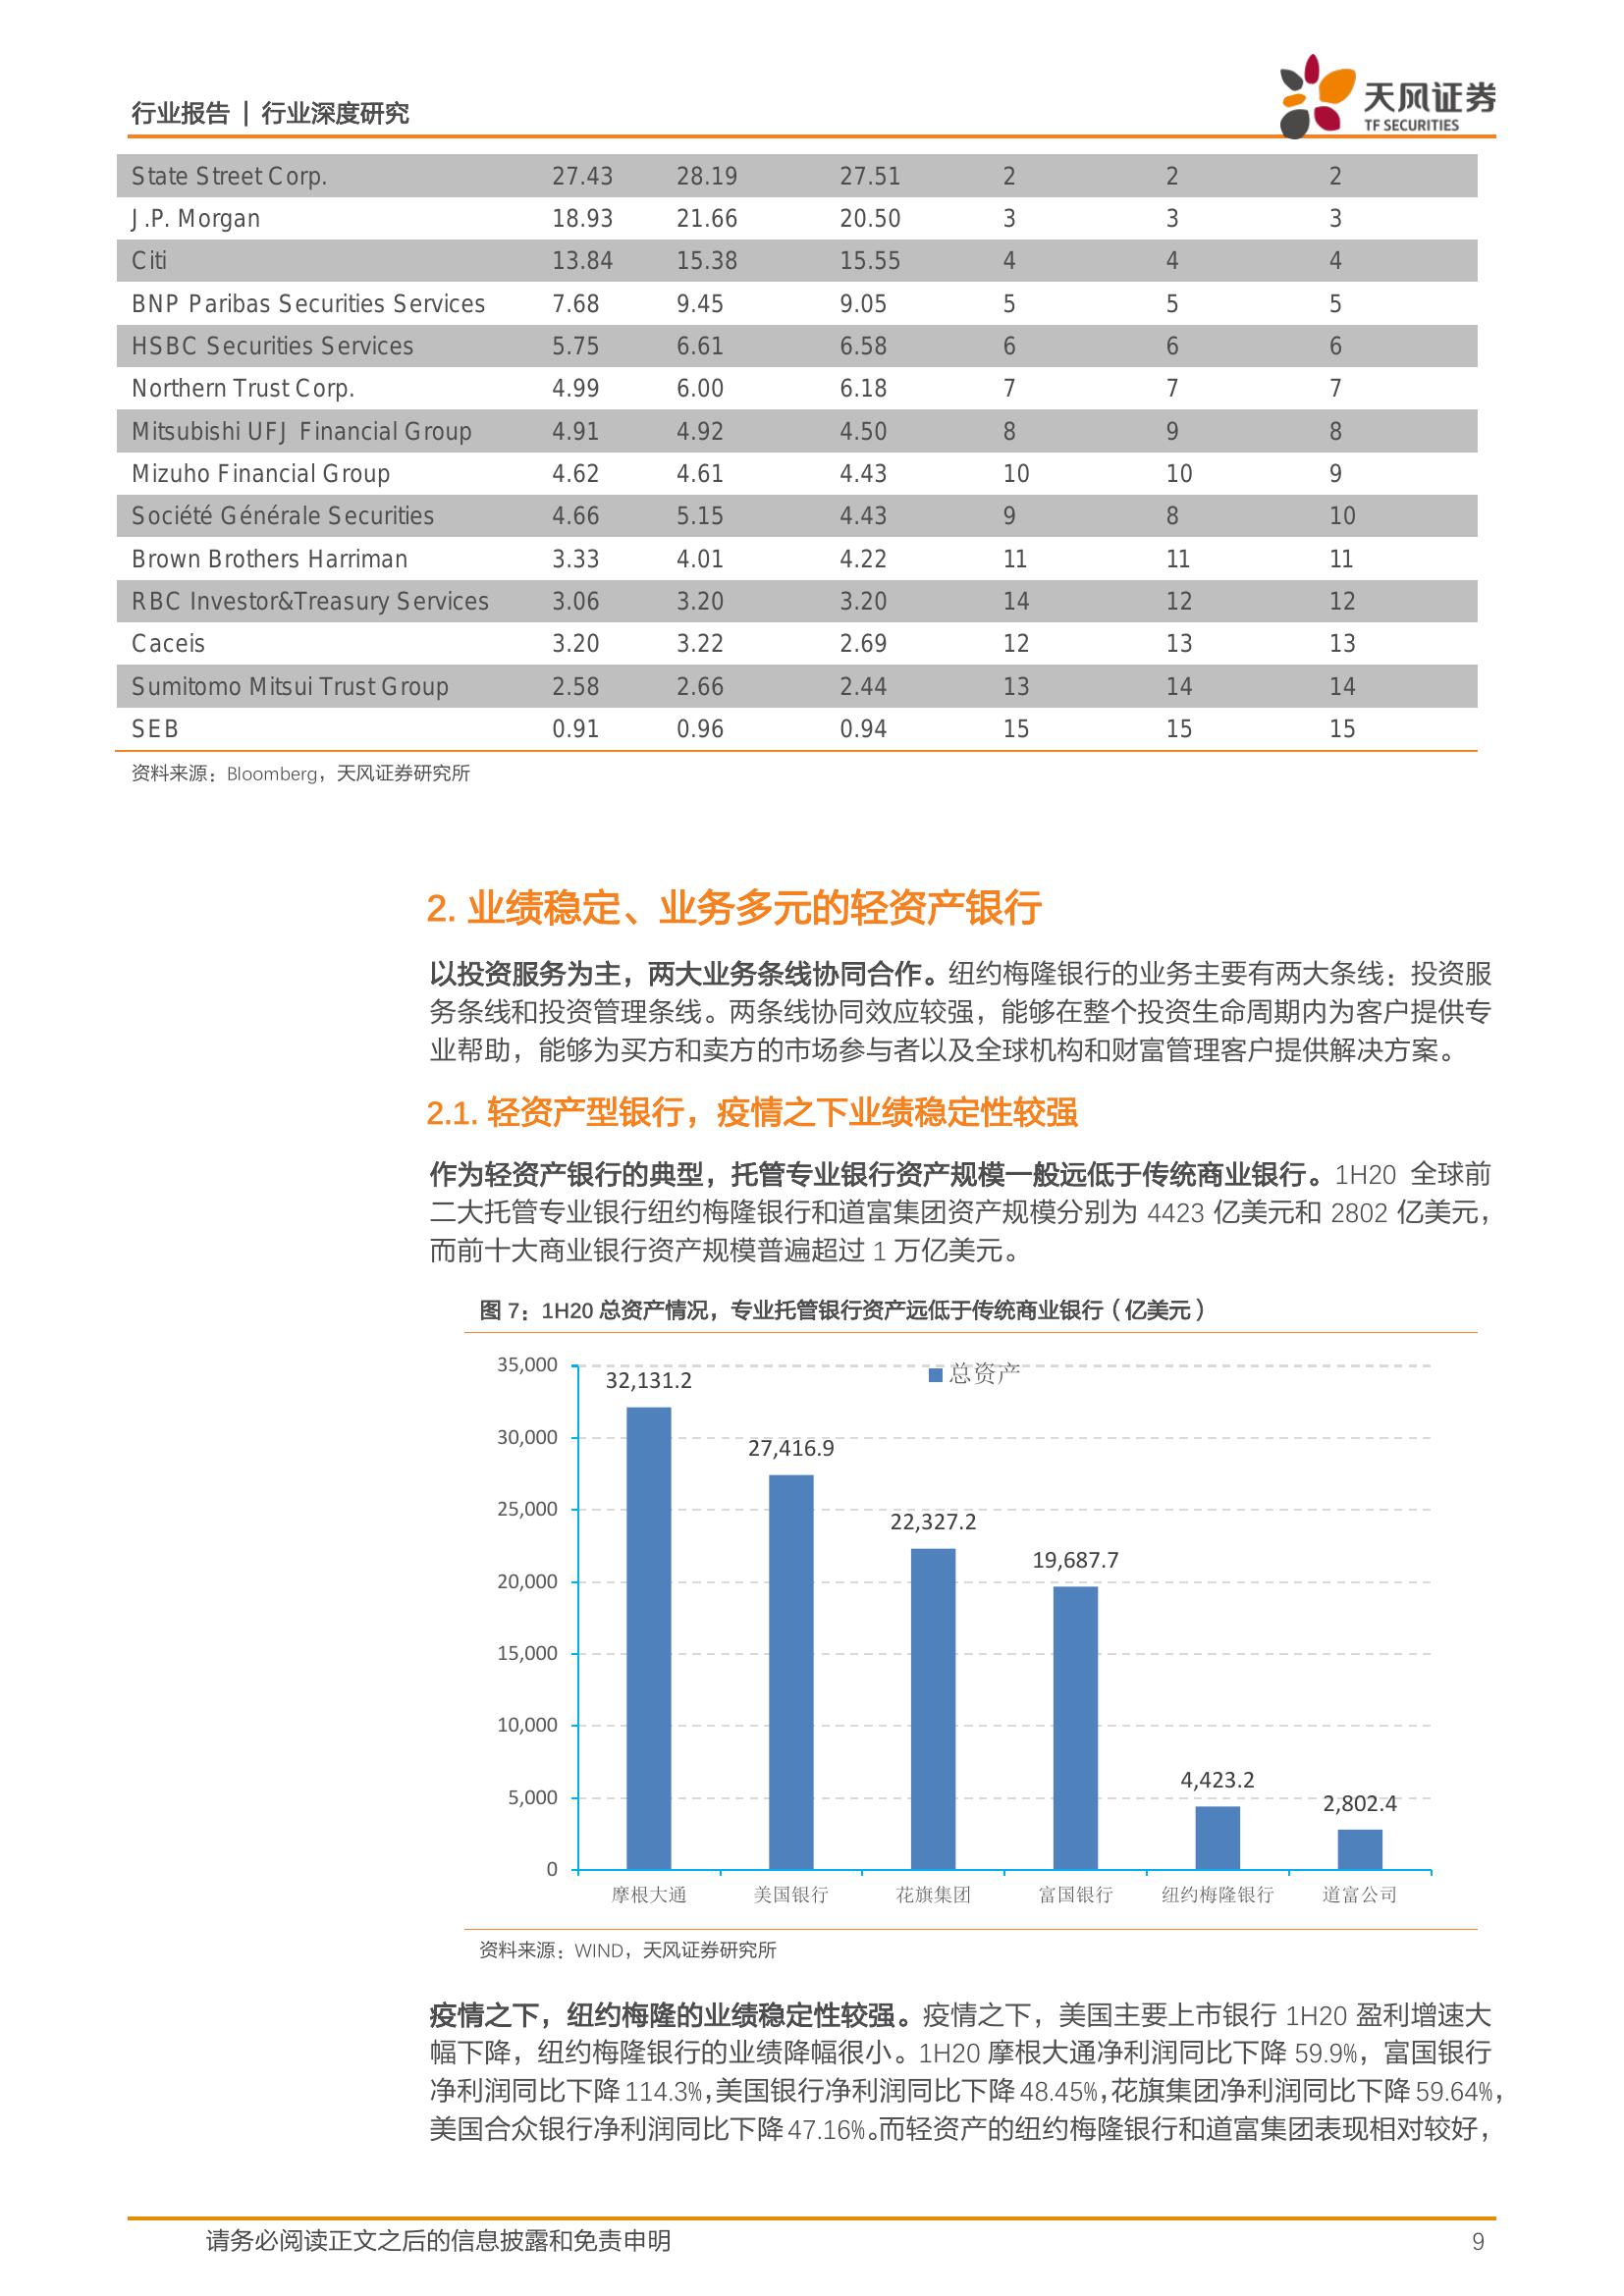 行业报告 | 行业深度研究
天风证券
TF SECURITIES
State Street Corp. 27.43 28.19 27.51 2 2 2
J.P. Morgan 18.93 21.66 20.50 3 3 3
Citi 13.84 15.38 15.55 4 4 4
BNP Paribas Securities Services 7.68 9.45 9.05 5 5 5
HSBC Securities Services 5.75 6.61 6.58 6 6 6
Northern Trust Corp. 4.99 6.00 6.18 7 7 7
Mitsubishi UFJ Financial Group 4.91 4.92 4.50 8 9 8
Mizuho Financial Group 4.62 4.61 4.43 10 10 9
Société Générale Securities 4.66 5.15 4.43 9 8 10
Brown Brothers Harriman 3.33 4.01 4.22 11 11 11
RBC Investor&Treasury Services 3.06 3.20 3.20 14 12 12
Caceis 3.20 3.22 2.69 12 13 13
Sumitomo Mitsui Trust Group 2.58 2.66 2.44 13 14 14
SEB 0.91 0.96 0.94 15 15 15
资料来源：Bloomberg，天风证券研究所
2. 业绩稳定、业务多元的轻资产银行
以投资服务为主，两大业务条线协同合作。纽约梅隆银行的业务主要有两大条线：投资服
务条线和投资管理条线。两条线协同效应较强，能够在整个投资生命周期内为客户提供专
业帮助，能够为买方和卖方的市场参与者以及全球机构和财富管理客户提供解决方案。
2.1. 轻资产型银行，疫情之下业绩稳定性较强
作为轻资产银行的典型，托管专业银行资产规模一般远低于传统商业银行。1H20 全球前
二大托管专业银行纽约梅隆银行和道富集团资产规模分别为 4423 亿美元和 2802 亿美元，
而前十大商业银行资产规模普遍超过 1 万亿美元。
图 7：1H20 总资产情况，专业托管银行资产远低于传统商业银行（亿美元）
总资产
35,000
30,000
25,000
20,000
15,000
10,000
5,000
0
32,131.2
27,416.9
22,327.2
19,687.7
4,423.2
2,802.4
摩根大通 美国银行 花旗集团 富国银行 纽约梅隆银行 道富公司
资料来源：WIND，天风证券研究所
疫情之下，纽约梅隆的业绩稳定性较强。疫情之下，美国主要上市银行 1H20 盈利增速大
幅下降，纽约梅隆银行的业绩降幅很小。1H20 摩根大通净利润同比下降 59.9%，富国银行
净利润同比下降 114.3%，美国银行净利润同比下降 48.45%，花旗集团净利润同比下降 59.64%，
美国合众银行净利润同比下降 47.16%。而轻资产的纽约梅隆银行和道富集团表现相对较好，
请务必阅读正文之后的信息披露和免责申明 9